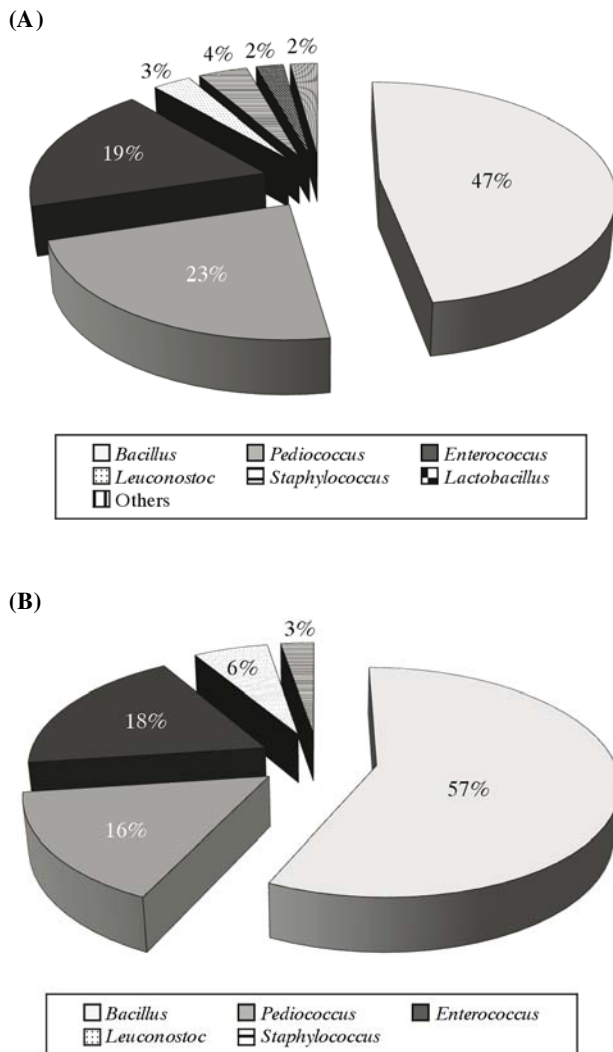 (A)
3% 4% 2% 2%
19%
47%
23%
Bacillus Pediococcus Enterococcus
Leuconostoc Staphylococcus Lactobacillus
Others
(B)
3%
6%
18%
57%
16%
Bacillus Pediococcus Enterococcus
Leuconostoc Staphylococcus